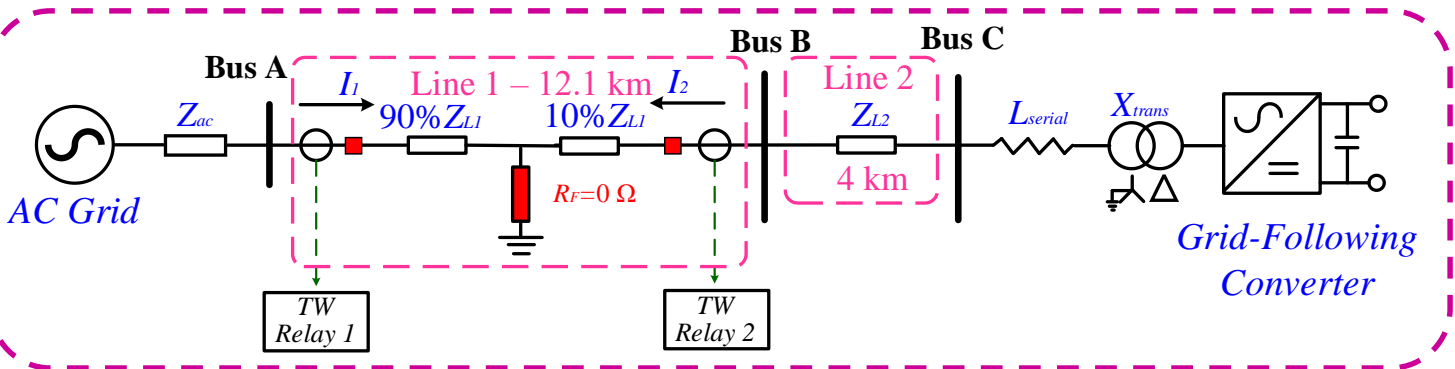 Bus A
Bus B
Bus C
Line 1 – 12.1 km
Line 2
I1
I2
Zac
90%ZL1
10%ZL1
ZL2
Lserial
Xtrans
4 km
RF=0 Ω
AC Grid
Grid-Following
Converter
TW
Relay 1
TW
Relay 2